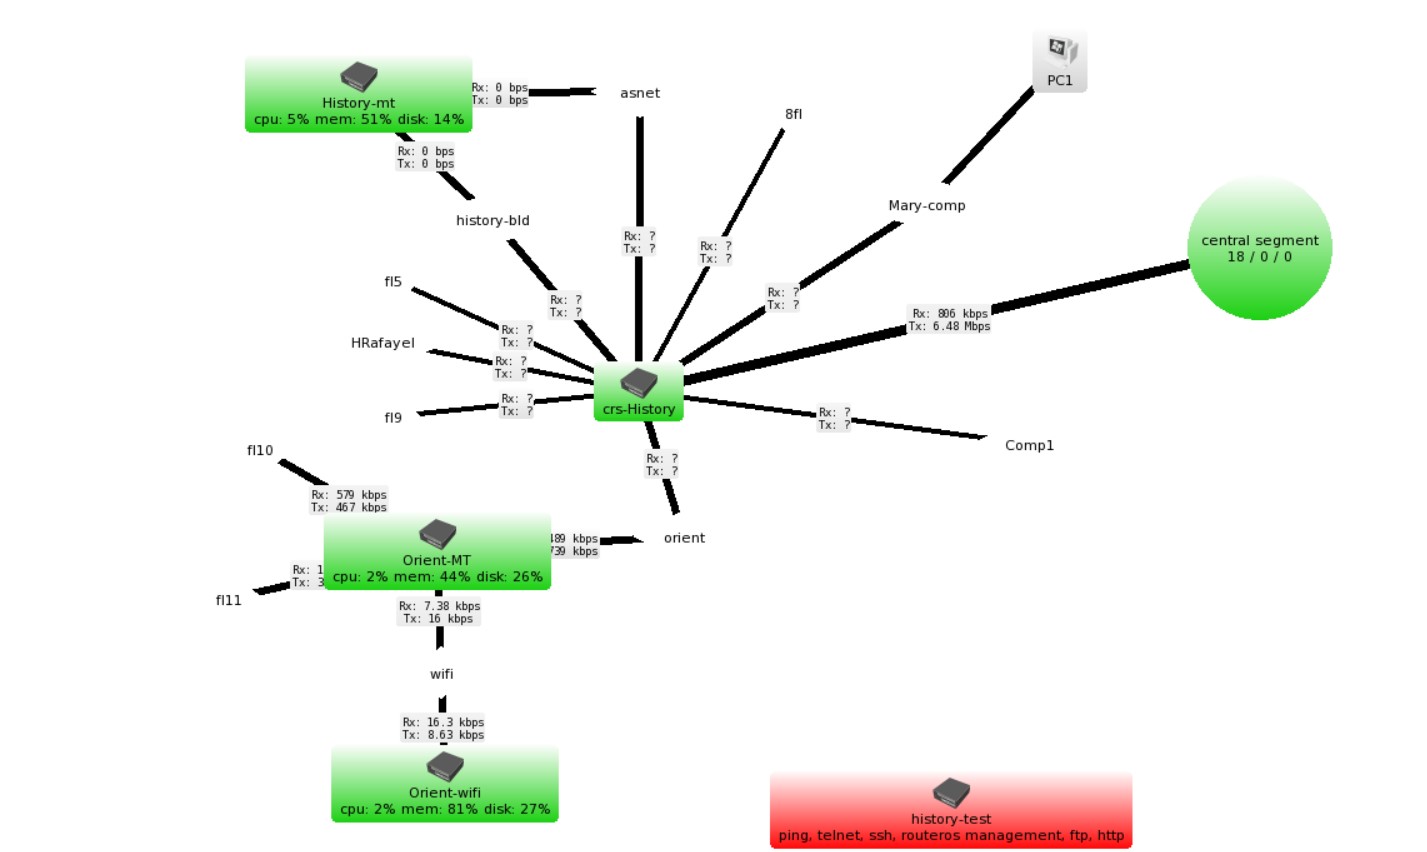 PC1
History-mt
cpu: 5% mem: 51% disk: 14%
Rx: 0 bps
Tx: 0 bps
asnet
8fl
Rx: 0 bps
Tx: 0 bps
Mary-comp
history-bld
central segment
18 / 0 / 0
Rx: ?
Tx: ?
Rx: ?
Tx: ?
fl5
Rx: ?
Tx: ?
Rx: ?
Tx: ?
Rx: 806 kbps
Tx: 6.48 Mbps
Rx: ?
Tx: ?
HRafayel
Rx: ?
Tx: ?
crs-History
fl9
Rx: ?
Tx: ?
Rx: ?
Tx: ?
Comp1
fl10
Rx: ?
Tx: ?
Rx: 579 kbps
Tx: 467 kbps
Orient-MT
cpu: 2% mem: 44% disk: 26%
489 kbps
739 kbps
orient
Rx: 1
Tx: 3
fl11
Rx: 7.38 kbps
Tx: 16 kbps
wifi
Rx: 16.3 kbps
Tx: 8.63 kbps
Orient-wifi
cpu: 2% mem: 81% disk: 27%
history-test
ping, telnet, ssh, routeros management, ftp, http